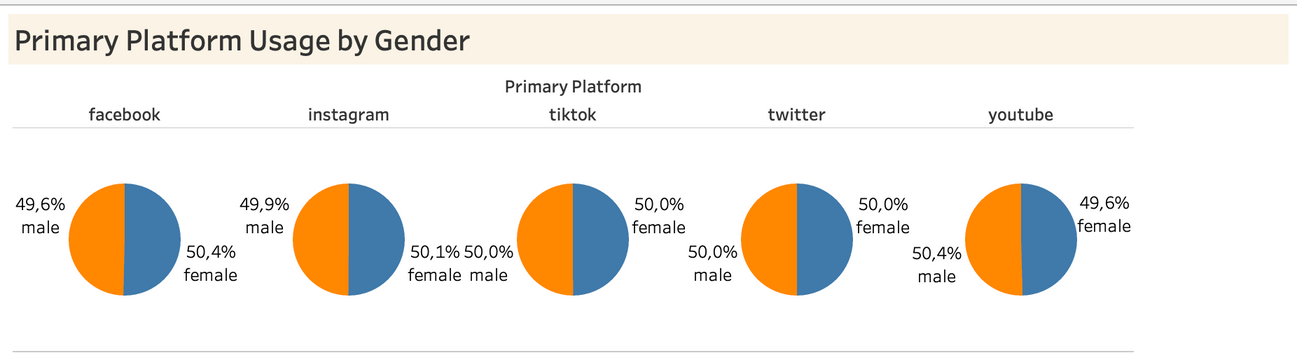 Primary Platform Usage by Gender
Primary Platform
facebook instagram tiktok twitter youtube
49,6%
male
50,4%
female
49,9%
male
50,1%
female
50,0%
male
50,0%
female
50,0%
male
50,0%
female
50,4%
male
49,6%
female